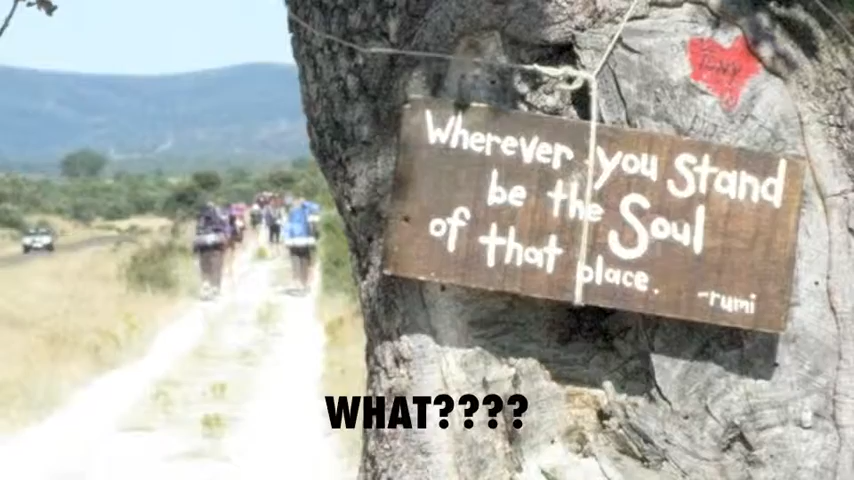 Wherever you Stand
be the Soul
of that place.
-rumi
WHAT????